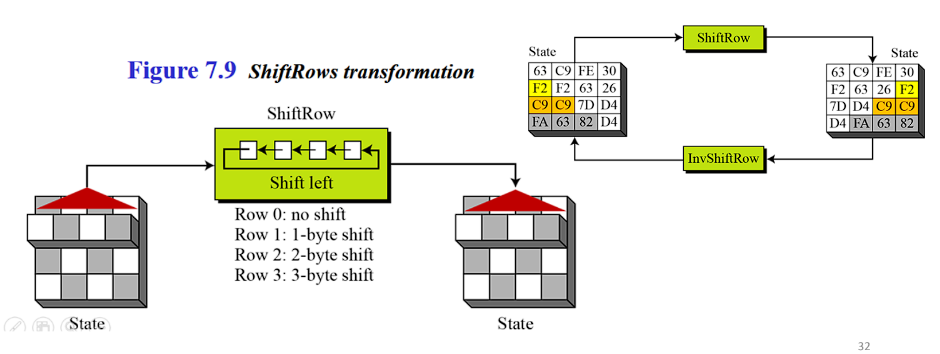 Figure 7.9 ShiftRows transformation
ShiftRow
Shift left
Row 0: no shift
Row 1: 1-byte shift
Row 2: 2-byte shift
Row 3: 3-byte shift
State
State
ShiftRow
State
63 C9 FE 30
F2 F2 63 26
C9 C9 7D D4
FA 63 82 D4
State
63 C9 FE 30
F2 63 26 F2
7D D4 C9 C9
D4 FA 63 82
InvShiftRow
32